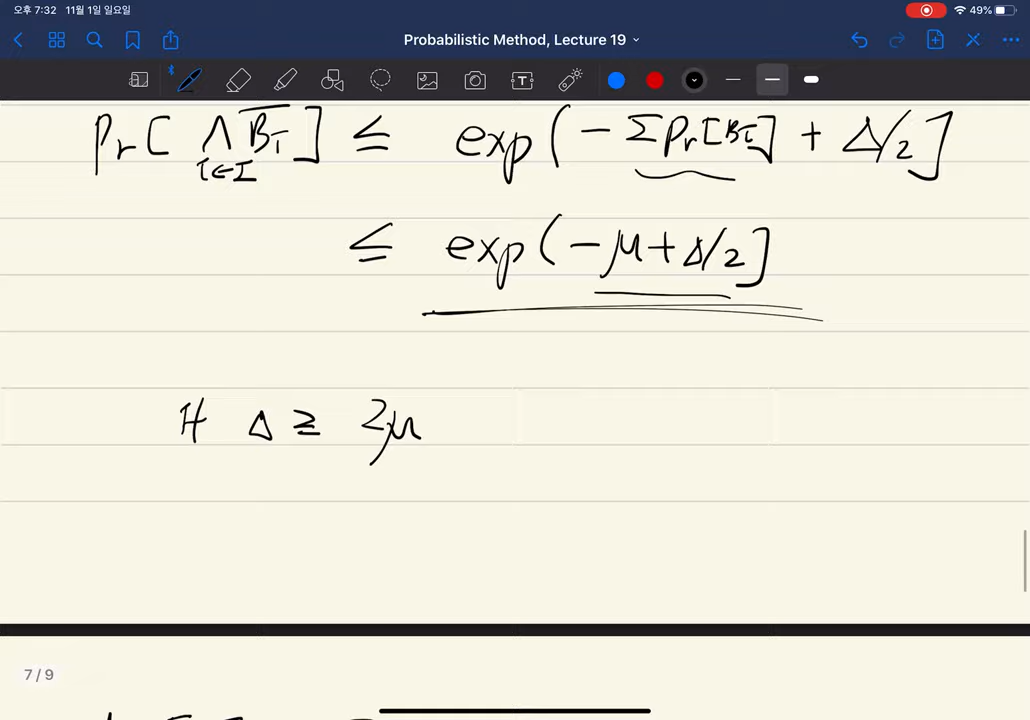 오후 7:32 11월 1일 일요일
49%
Probabilistic Method, Lecture 19
Pr[ ∧ B̅_I ] ≤ exp(- ΣPr[B_I] + Δ/2]
I∈I
≤ exp(-μ+Δ/2]
If Δ ≥ 2μ
7 / 9